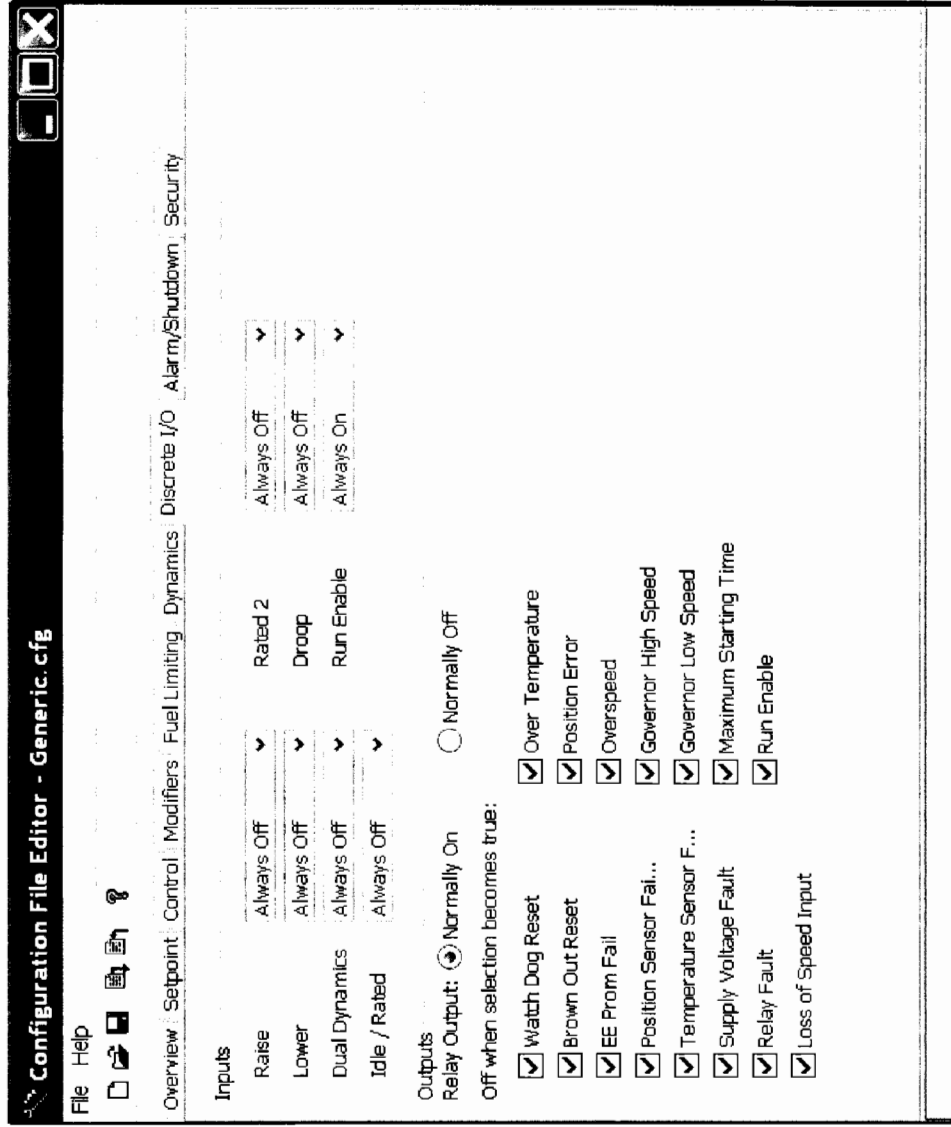 Configuration File Editor - Generic.cfg
File Help
Overview Setpoint Control Modifiers Fuel Limiting Dynamics Discrete I/O Alarm/Shutdown Security
Inputs
Raise Always Off Rated 2 Always Off
Lower Always Off Droop Always Off
Dual Dynamics Always Off Run Enable Always On
Idle / Rated Always Off
Outputs
Relay Output: Normally On Normally Off
Off when selection becomes true:
Watch Dog Reset Over Temperature
Brown Out Reset Position Error
EE Prom Fail Overspeed
Position Sensor Fai... Governor High Speed
Temperature Sensor F... Governor Low Speed
Supply Voltage Fault Maximum Starting Time
Relay Fault Run Enable
Loss of Speed Input